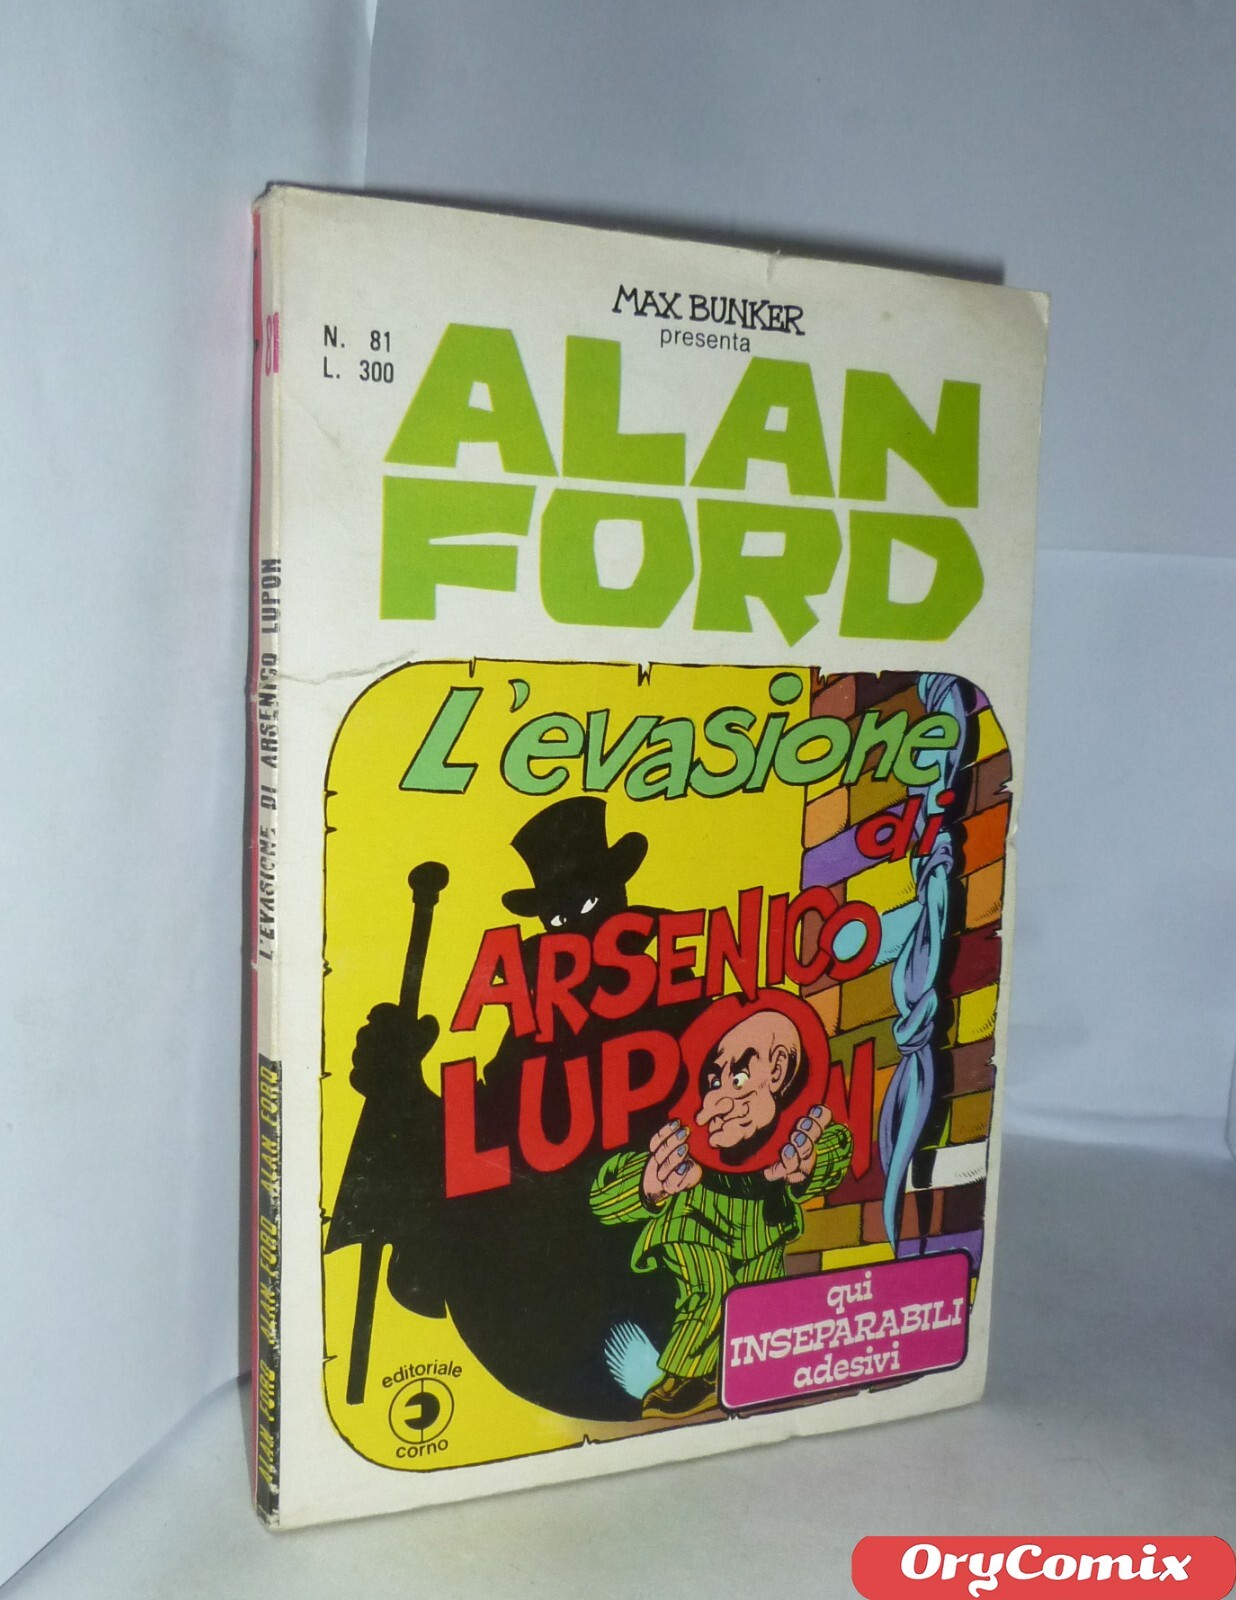 MAX BUNKER
presenta
N. 81
L. 300
ALAN
FORD
L'evasione
di
ARSENICO
LUPON
qui
INSEPARABILI
adesivi
editoriale
corno
81
L'EVASIONE DI ARSENICO LUPON
ALAN FORD ALAN FORD ALAN FORD
OryComix